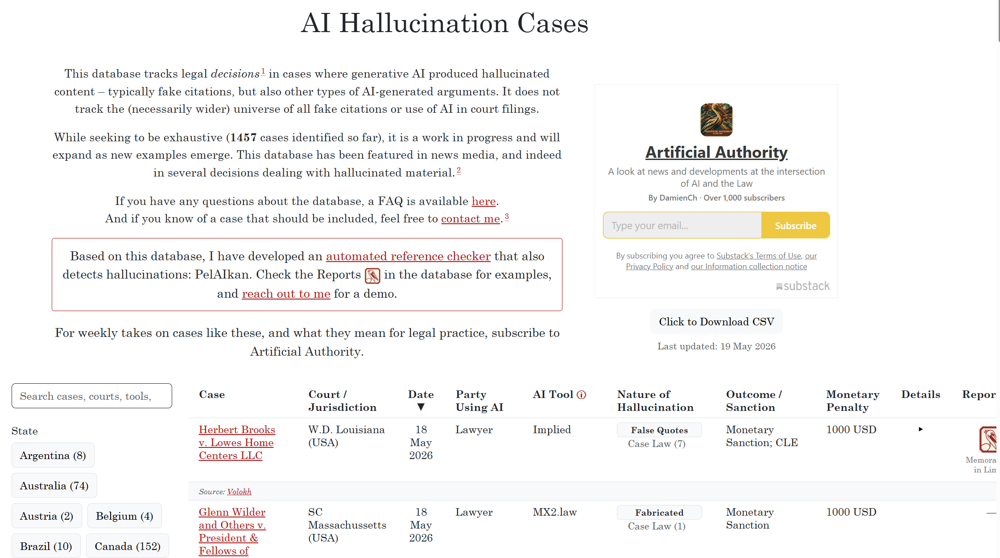 AI Hallucination Cases
This database tracks legal decisions1 in cases where generative AI produced hallucinated
content – typically fake citations, but also other types of AI-generated arguments. It does not
track the (necessarily wider) universe of all fake citations or use of AI in court filings.
While seeking to be exhaustive (1457 cases identified so far), it is a work in progress and will
expand as new examples emerge. This database has been featured in news media, and indeed
in several decisions dealing with hallucinated material.2
If you have any questions about the database, a FAQ is available here.
And if you know of a case that should be included, feel free to contact me.3
Based on this database, I have developed an automated reference checker that also
detects hallucinations: PelAIkan. Check the Reports in the database for examples,
and reach out to me for a demo.
For weekly takes on cases like these, and what they mean for legal practice, subscribe to
Artificial Authority.
ARTIFICIAL AUTHORITY
AI AND LAW
Artificial Authority
A look at news and developments at the intersection
of AI and the Law
By DamienCh · Over 1,000 subscribers
Type your email...
Subscribe
By subscribing you agree to Substack's Terms of Use, our
Privacy Policy and our Information collection notice
substack
Click to Download CSV
Last updated: 19 May 2026
Search cases, courts, tools,
State
Argentina (8)
Australia (74)
Austria (2) Belgium (4)
Brazil (10) Canada (152)
Case
Court /
Jurisdiction
Date
▼
Party
Using AI
AI Tool
Nature of
Hallucination
Outcome /
Sanction
Monetary
Penalty
Details
Repor
Herbert Brooks
v. Lowes Home
Centers LLC
W.D. Louisiana
(USA)
18
May
2026
Lawyer
Implied
False Quotes
Case Law (7)
Monetary
Sanction; CLE
1000 USD
Memora
in Lim
Source: Volokh
Glenn Wilder
and Others v.
President &
Fellows of
SC
Massachussetts
(USA)
18
May
2026
Lawyer
MX2.law
Fabricated
Case Law (1)
Monetary
Sanction
1000 USD
—